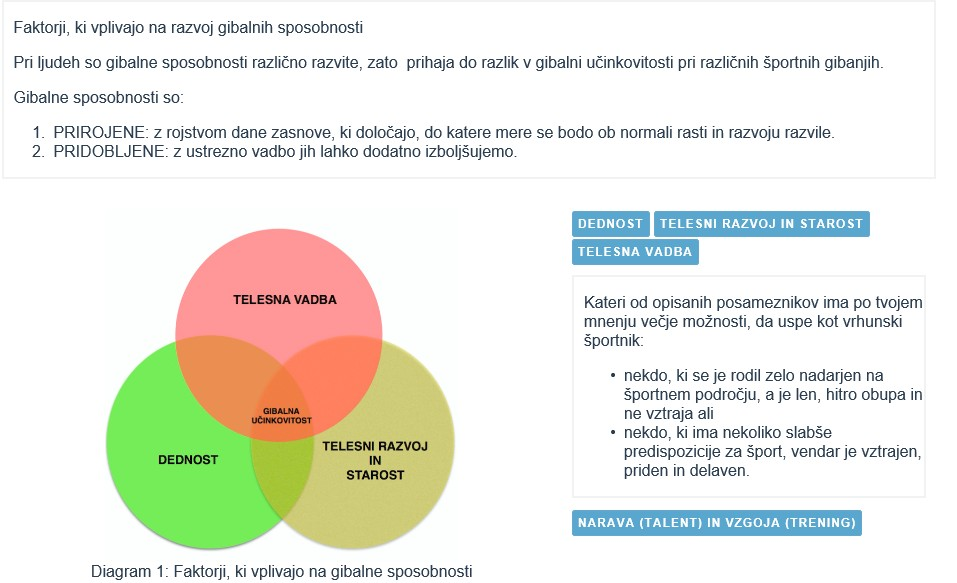 Faktorji, ki vplivajo na razvoj gibalnih sposobnosti
Pri ljudeh so gibalne sposobnosti različno razvite, zato  prihaja do razlik v gibalni učinkovitosti pri različnih športnih gibanjih.
Gibalne sposobnosti so:
1. PRIROJENE: z rojstvom dane zasnove, ki določajo, do katere mere se bodo ob normali rasti in razvoju razvile.
2. PRIDOBLJENE: z ustrezno vadbo jih lahko dodatno izboljšujemo.
TELESNA VADBA
GIBALNA
UČINKOVITOST
DEDNOST
TELESNI RAZVOJ
IN
STAROST
Diagram 1: Faktorji, ki vplivajo na gibalne sposobnosti
DEDNOST
TELESNI RAZVOJ IN STAROST
TELESNA VADBA
Kateri od opisanih posameznikov ima po tvojem
mnenju večje možnosti, da uspe kot vrhunski
športnik:
• nekdo, ki se je rodil zelo nadarjen na
športnem področju, a je len, hitro obupa in
ne vztraja ali
• nekdo, ki ima nekoliko slabše
predispozicije za šport, vendar je vztrajen,
priden in delaven.
NARAVA (TALENT) IN VZGOJA (TRENING)